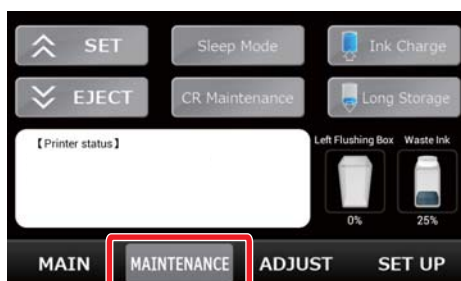 SET Sleep Mode Ink Charge
EJECT CR Maintenance Long Storage
【Printer status】
Left Flushing Box Waste Ink
0% 25%
MAIN MAINTENANCE ADJUST SET UP